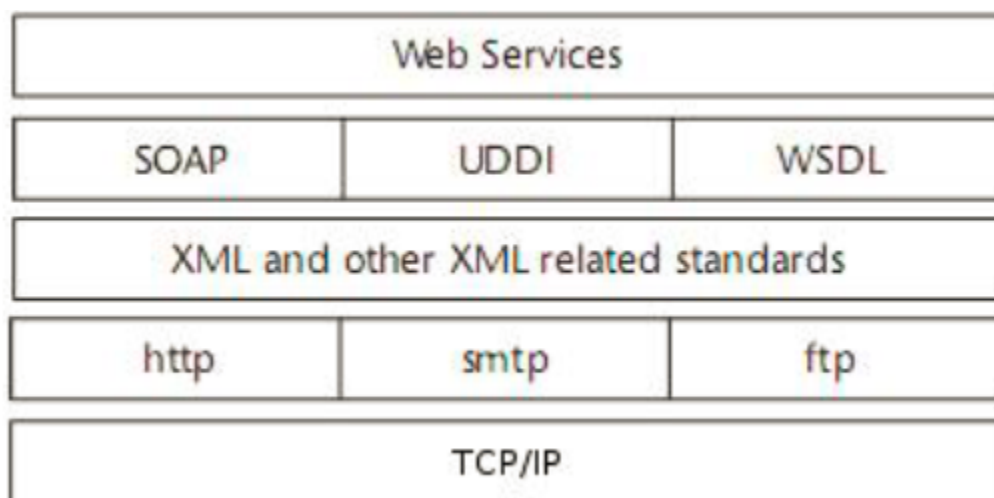 Web Services
SOAP UDDI WSDL
XML and other XML related standards
http smtp ftp
TCP/IP